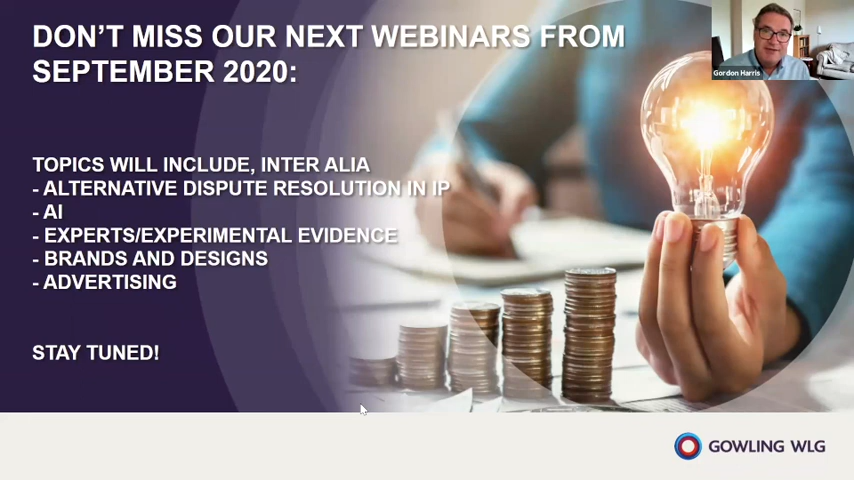 DON'T MISS OUR NEXT WEBINARS FROM
SEPTEMBER 2020:
Gordon Harris
TOPICS WILL INCLUDE, INTER ALIA
- ALTERNATIVE DISPUTE RESOLUTION IN IP
- AI
- EXPERTS/EXPERIMENTAL EVIDENCE
- BRANDS AND DESIGNS
- ADVERTISING
STAY TUNED!
GOWLING WLG